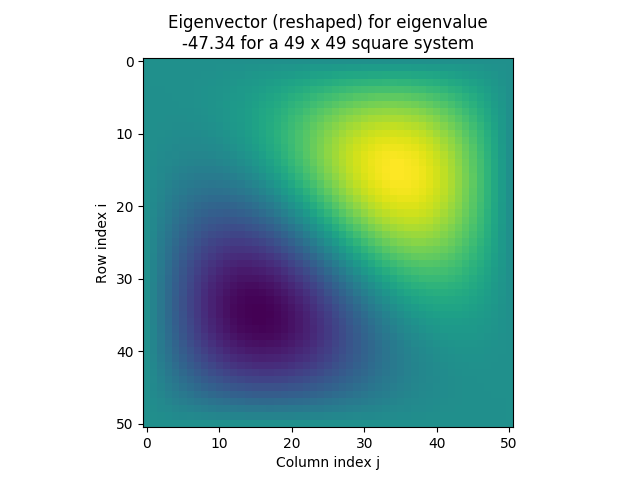 Eigenvector (reshaped) for eigenvalue
-47.34 for a 49 x 49 square system
0
10
20
30
40
50
Row index i
0 10 20 30 40 50
Column index j